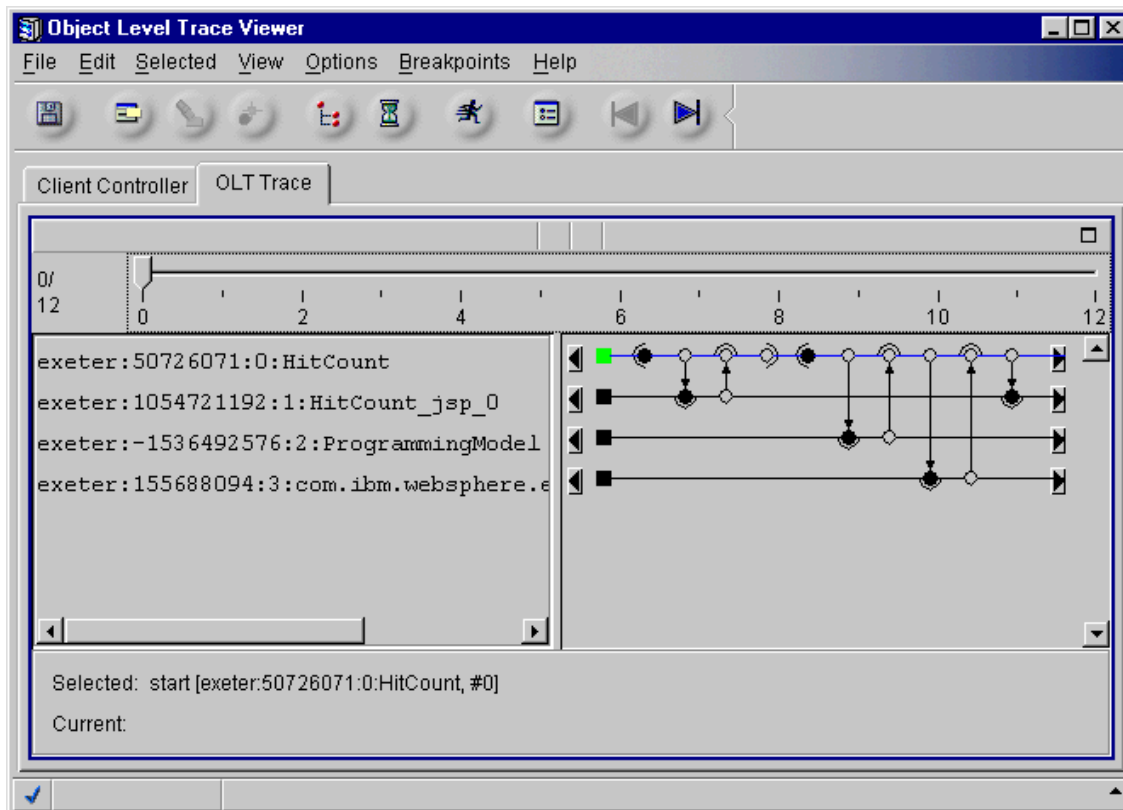 Object Level Trace Viewer
File Edit Selected View Options Breakpoints Help
Client Controller OLT Trace
0/
12
0 2 4 6 8 10 12
exeter:50726071:0:HitCount
exeter:1054721192:1:HitCount_jsp_0
exeter:-1536492576:2:ProgrammingModel
exeter:155688094:3:com.ibm.websphere.e
Selected: start [exeter:50726071:0:HitCount, #0]
Current: